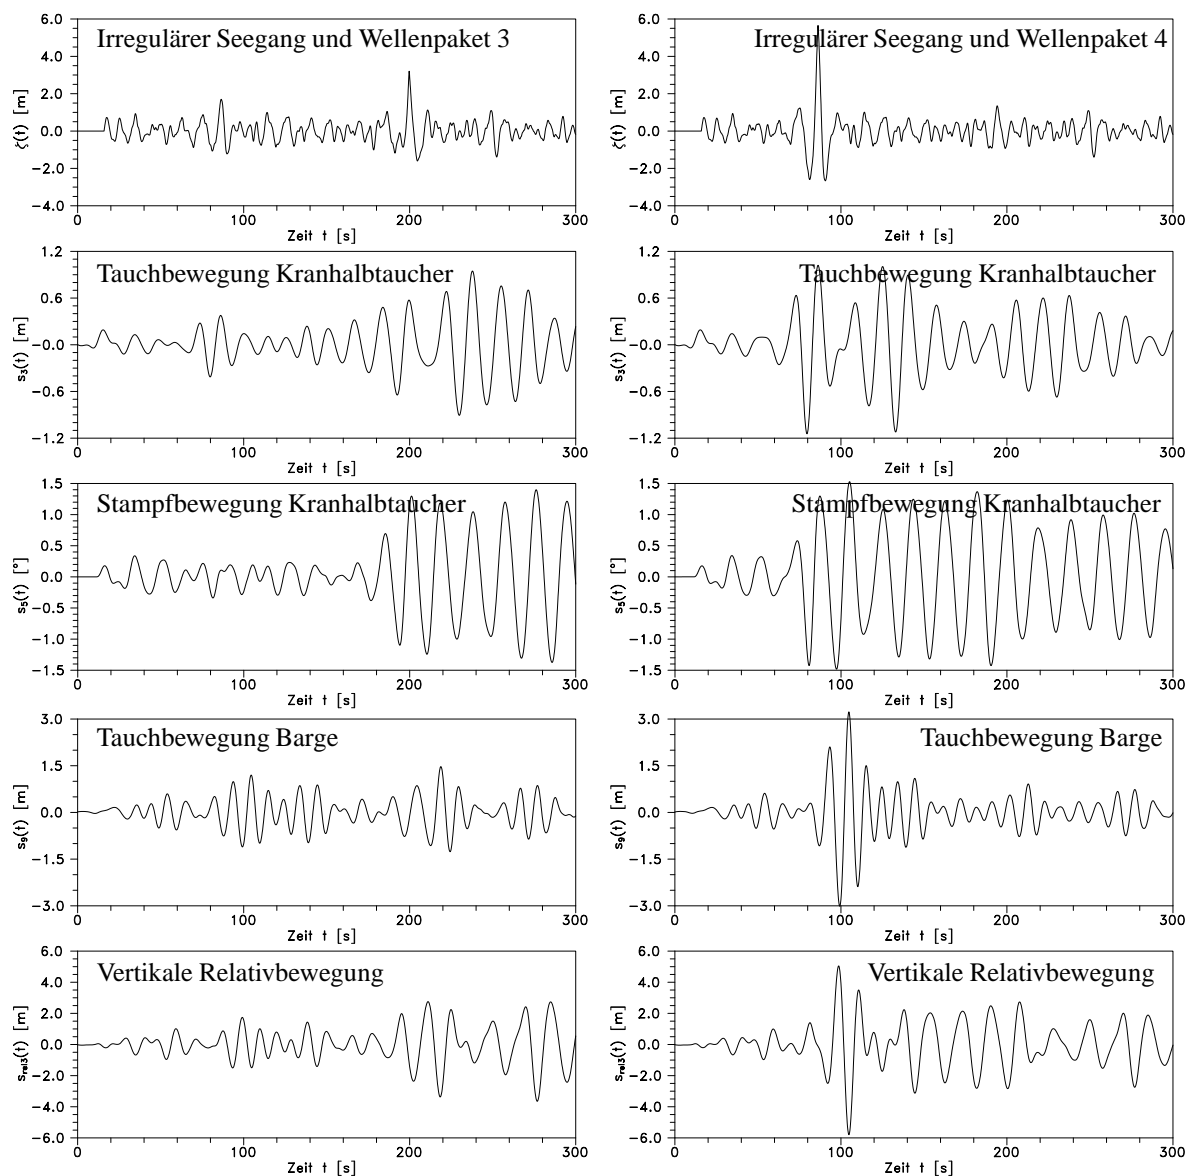 Irregulärer Seegang und Wellenpaket 3
6.0
4.0
2.0
0.0
−2.0
−4.0
ζ(t) [m]
0 100 200 300
Zeit t [s]
Irregulärer Seegang und Wellenpaket 4
6.0
4.0
2.0
0.0
−2.0
−4.0
ζ(t) [m]
0 100 200 300
Zeit t [s]
Tauchbewegung Kranhalbtaucher
1.2
0.6
−0.0
−0.6
−1.2
s₃(t) [m]
0 100 200 300
Zeit t [s]
Tauchbewegung Kranhalbtaucher
1.2
0.6
−0.0
−0.6
−1.2
s₃(t) [m]
0 100 200 300
Zeit t [s]
Stampfbewegung Kranhalbtaucher
1.5
1.0
0.5
0.0
−0.5
−1.0
−1.5
s₅(t) [°]
0 100 200 300
Zeit t [s]
Stampfbewegung Kranhalbtaucher
1.5
1.0
0.5
0.0
−0.5
−1.0
−1.5
s₅(t) [°]
0 100 200 300
Zeit t [s]
Tauchbewegung Barge
3.0
1.5
0.0
−1.5
−3.0
s₉(t) [m]
0 100 200 300
Zeit t [s]
Tauchbewegung Barge
3.0
1.5
0.0
−1.5
−3.0
s₉(t) [m]
0 100 200 300
Zeit t [s]
Vertikale Relativbewegung
6.0
4.0
2.0
0.0
−2.0
−4.0
−6.0
s_rel3(t) [m]
0 100 200 300
Zeit t [s]
Vertikale Relativbewegung
6.0
4.0
2.0
0.0
−2.0
−4.0
−6.0
s_rel3(t) [m]
0 100 200 300
Zeit t [s]